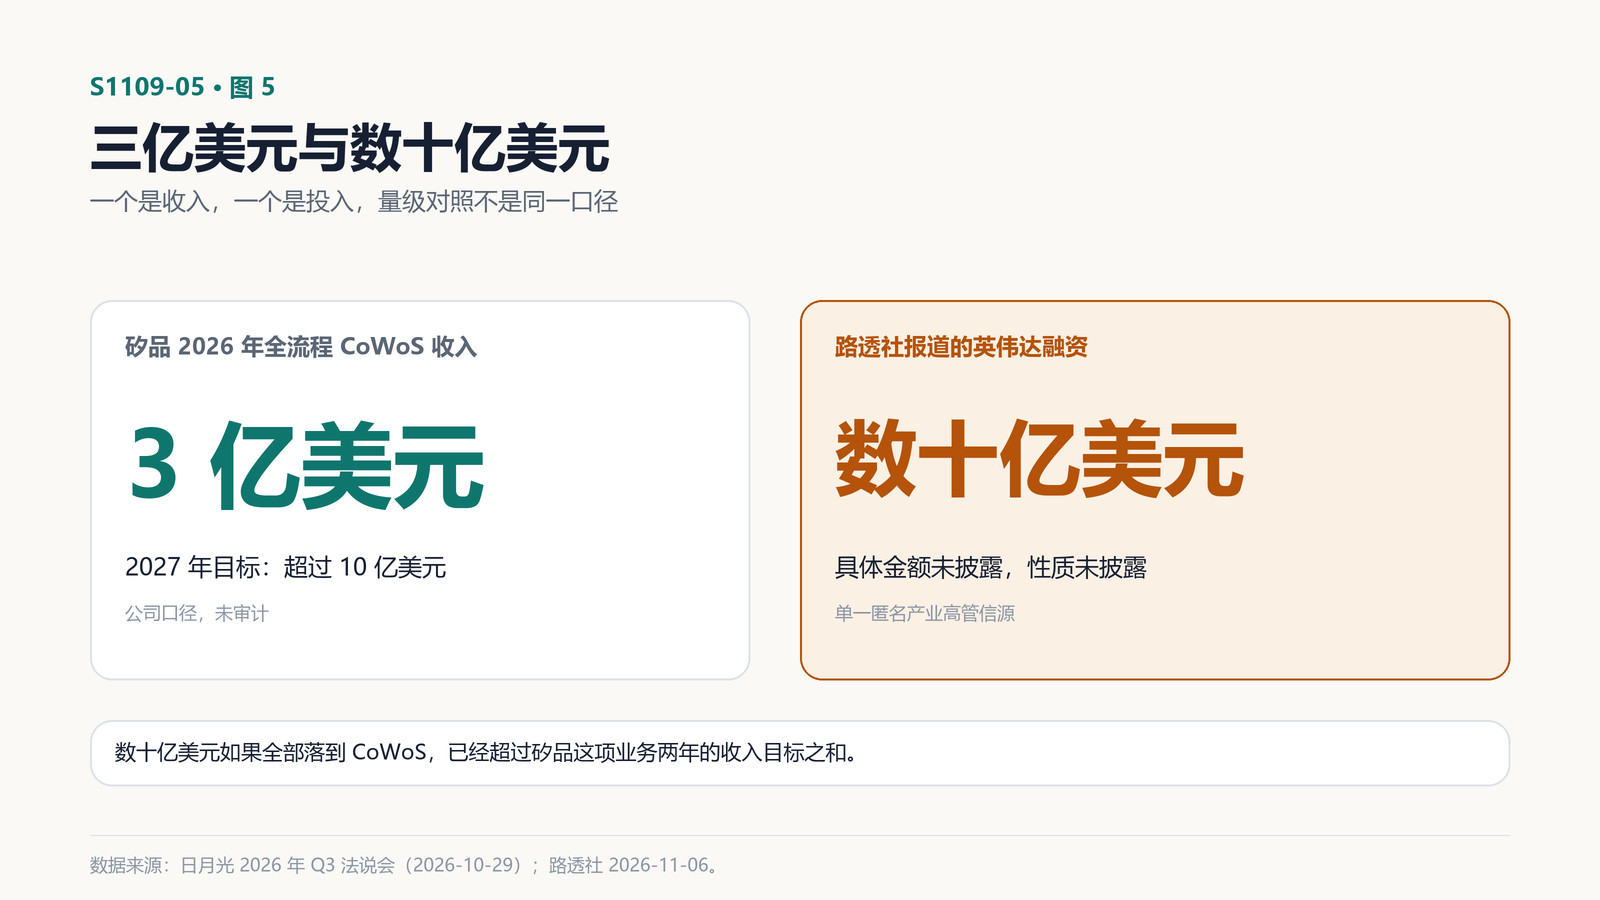 S1109-05 • 图 5
三亿美元与数十亿美元
一个是收入，一个是投入，量级对照不是同一口径
矽品 2026 年全流程 CoWoS 收入
3 亿美元
2027 年目标：超过 10 亿美元
公司口径，未审计
路透社报道的英伟达融资
数十亿美元
具体金额未披露，性质未披露
单一匿名产业高管信源
数十亿美元如果全部落到 CoWoS，已经超过矽品这项业务两年的收入目标之和。
数据来源：日月光 2026 年 Q3 法说会（2026-10-29）；路透社 2026-11-06。